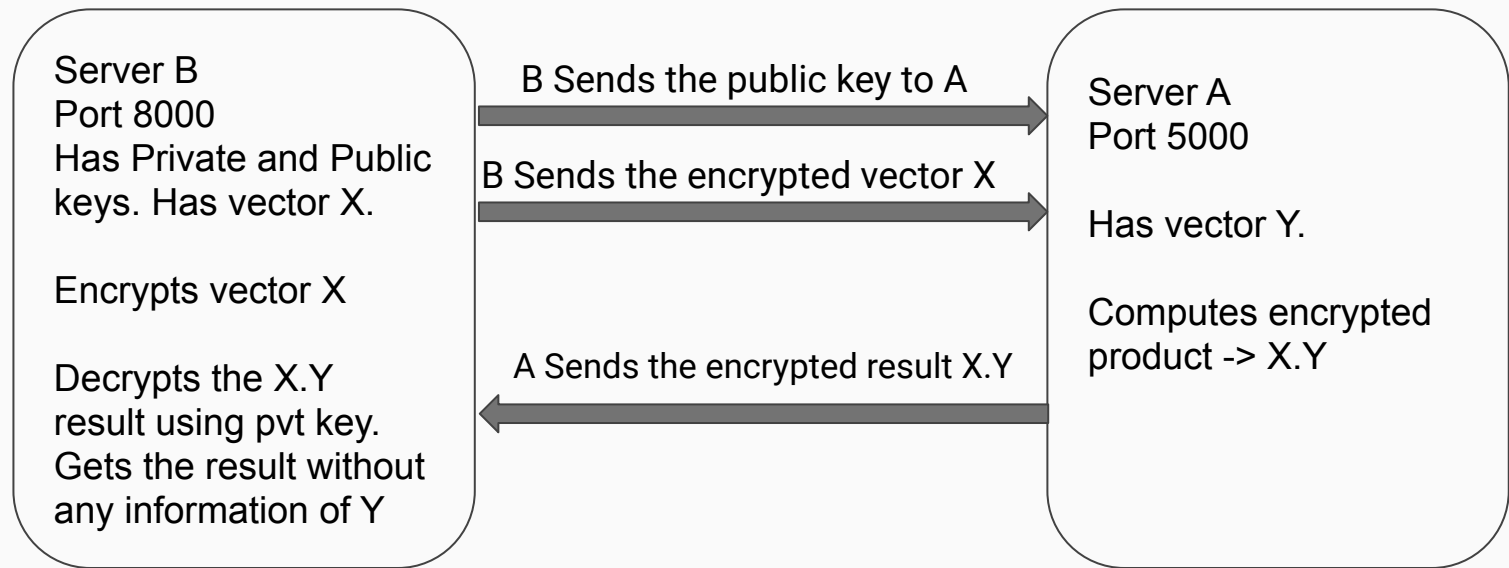 Server B
Port 8000
Has Private and Public
keys. Has vector X.
Encrypts vector X
Decrypts the X.Y
result using pvt key.
Gets the result without
any information of Y
B Sends the public key to A
B Sends the encrypted vector X
A Sends the encrypted result X.Y
Server A
Port 5000
Has vector Y.
Computes encrypted
product -> X.Y